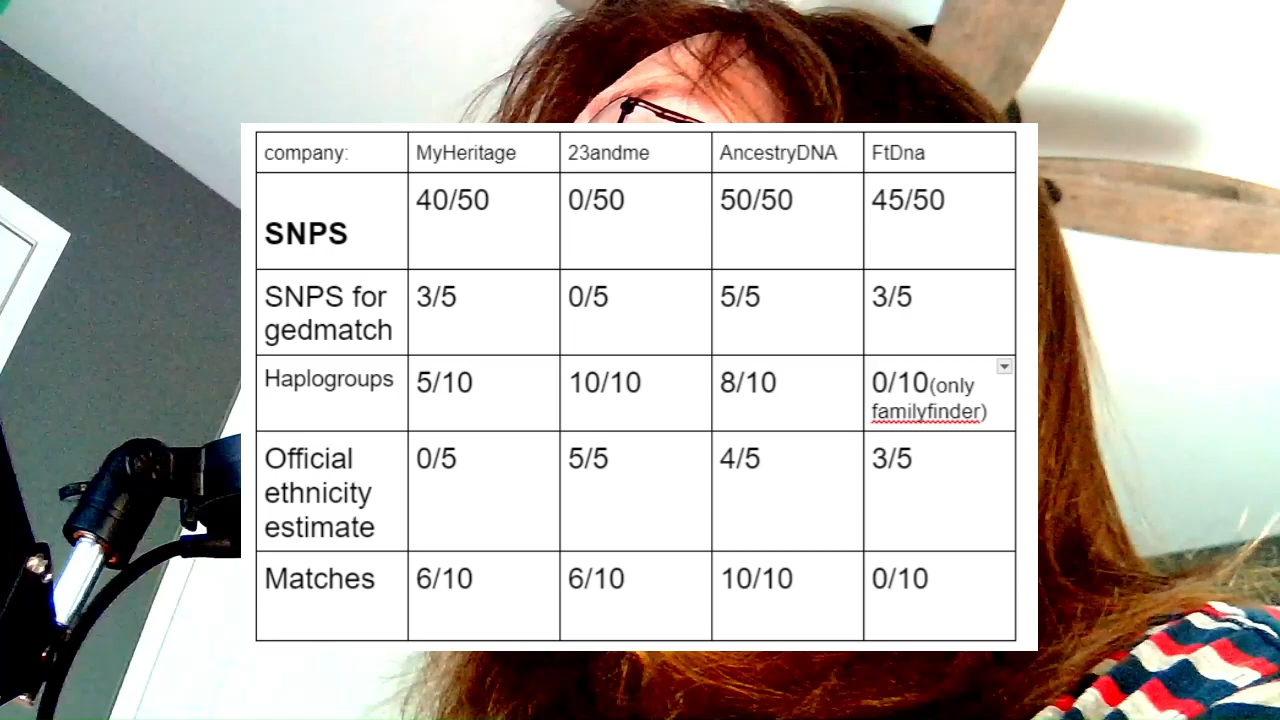 company: MyHeritage 23andme AncestryDNA FtDna
SNPS 40/50 0/50 50/50 45/50
SNPS for
gedmatch 3/5 0/5 5/5 3/5
Haplogroups 5/10 10/10 8/10 0/10(only
familyfinder)
Official
ethnicity
estimate 0/5 5/5 4/5 3/5
Matches 6/10 6/10 10/10 0/10